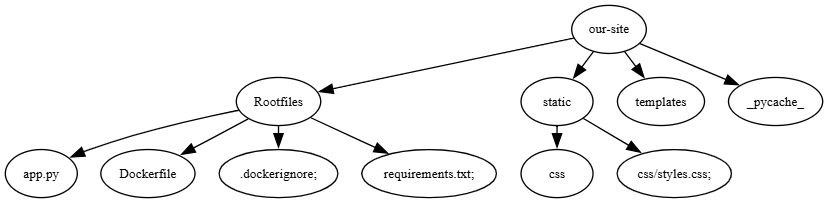 our-site
Rootfiles
static
templates
_pycache_
app.py
Dockerfile
.dockerignore;
requirements.txt;
css
css/styles.css;